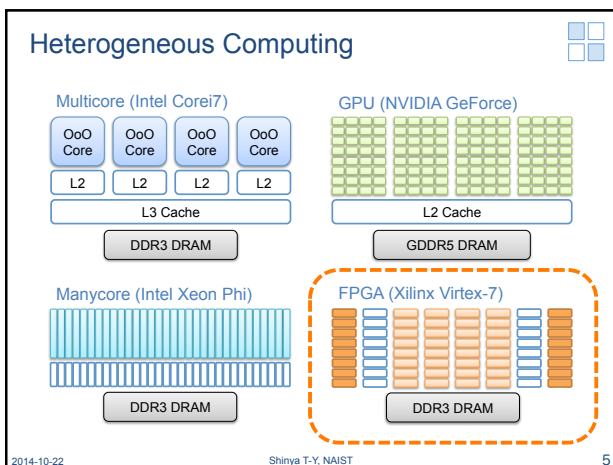 Heterogeneous Computing
Multicore (Intel Corei7)
OoO Core
OoO Core
OoO Core
OoO Core
L2
L2
L2
L2
L3 Cache
DDR3 DRAM
GPU (NVIDIA GeForce)
L2 Cache
GDDR5 DRAM
Manycore (Intel Xeon Phi)
DDR3 DRAM
FPGA (Xilinx Virtex-7)
DDR3 DRAM
2014-10-22
Shinya T-Y, NAIST
5